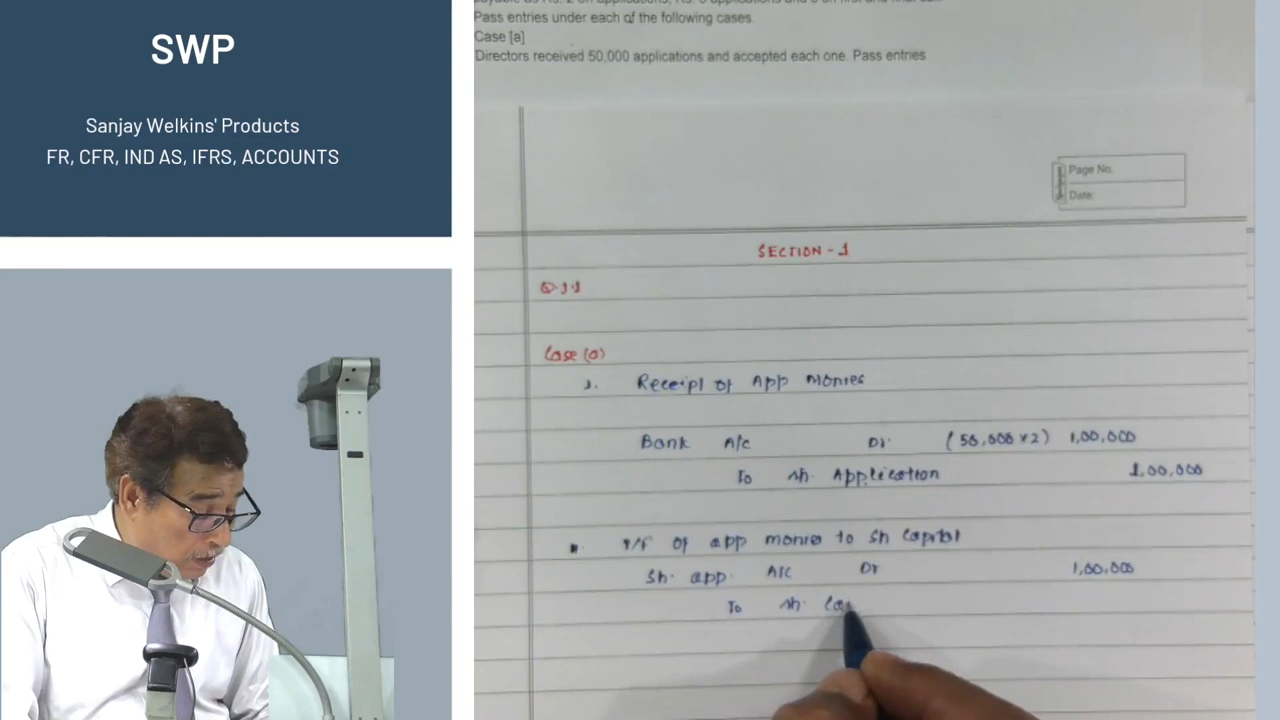 SWP
Sanjay Welkins' Products
FR, CFR, IND AS, IFRS, ACCOUNTS
Pass entries under each of the following cases.
Case [a]
Directors received 50,000 applications and accepted each one. Pass entries
Page No.
Date:
SECTION - 1
Q.1.1
Case (a)
1. Receipt of App Monies
Bank A/c Dr. (50,000 x 2) 1,00,000
To Sh. Application 1,00,000
T/F of app monies to Sh Capital
Sh. app. A/c Dr 1,00,000
To Sh. Ca